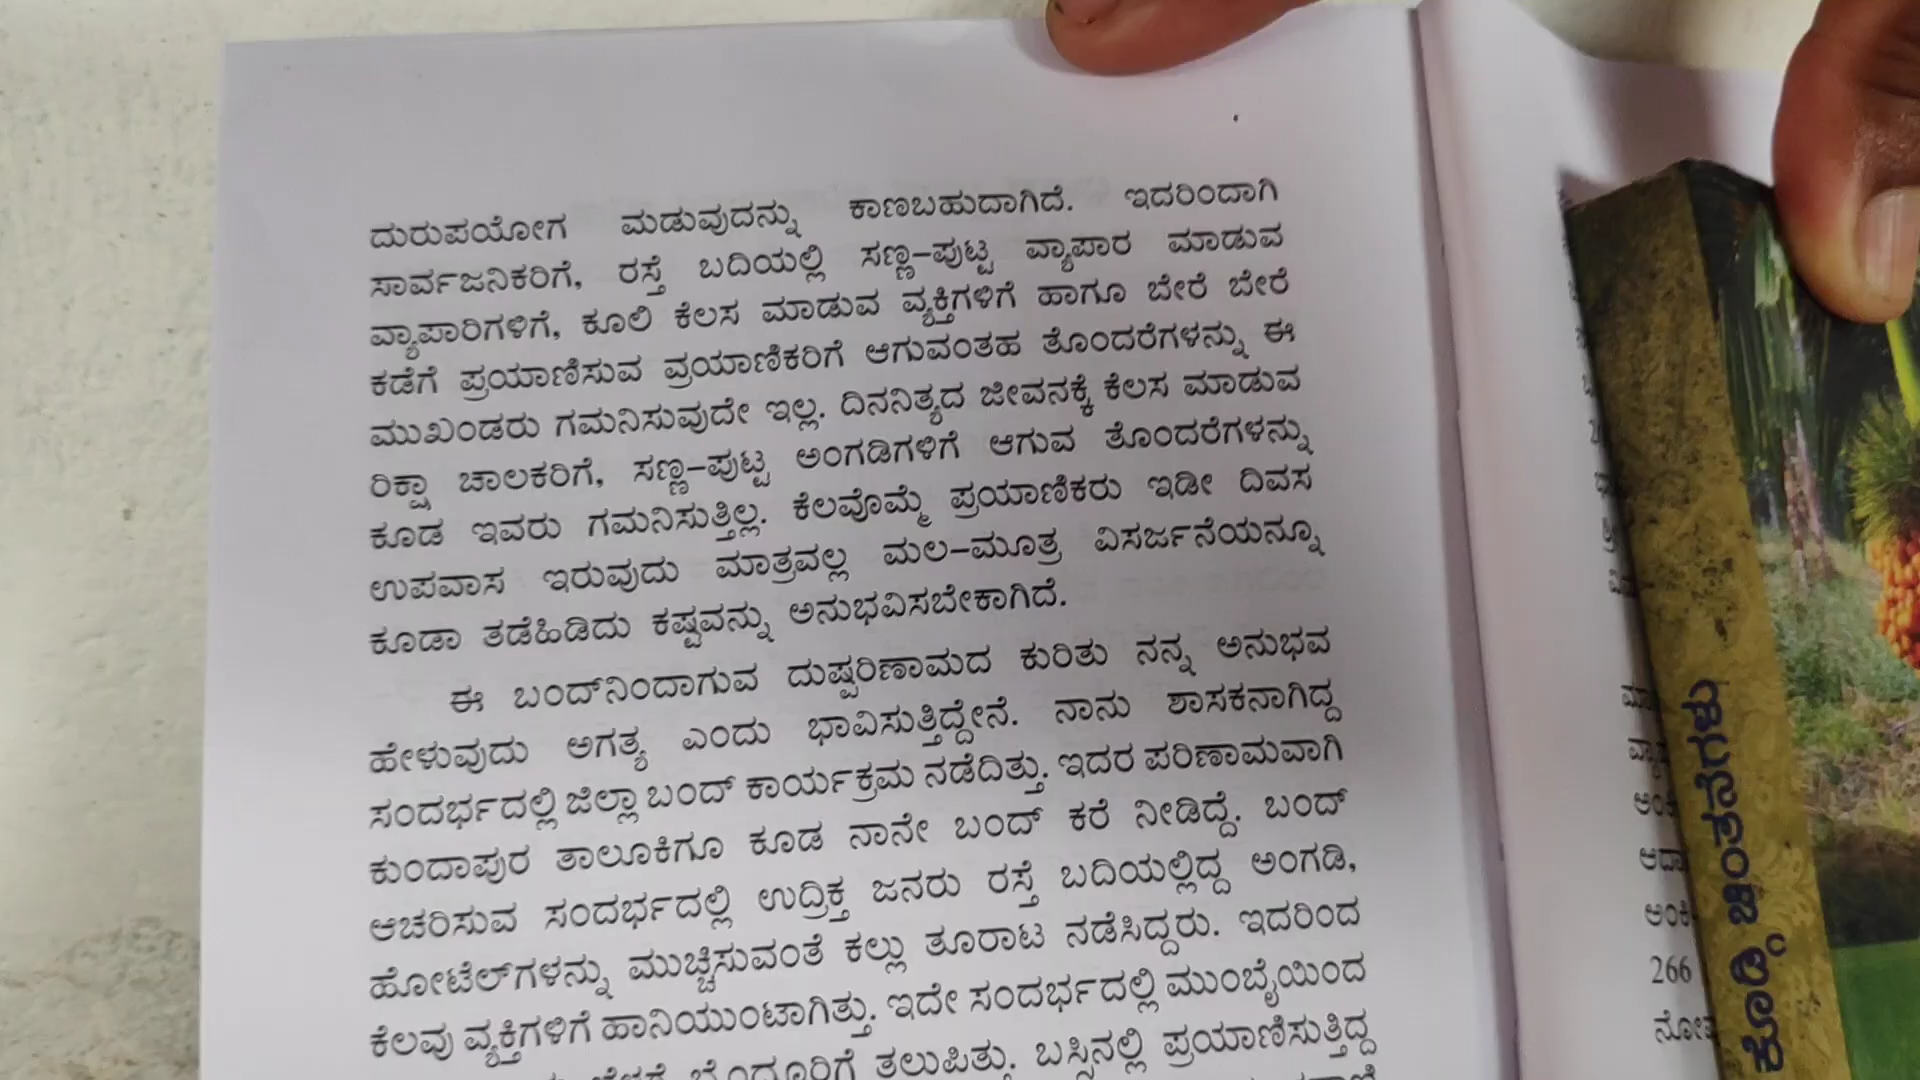 ದುರುಪಯೋಗ ಮಡುವುದನ್ನು ಕಾಣಬಹುದಾಗಿದೆ. ಇದರಿಂದಾಗಿ
ಸಾರ್ವಜನಿಕರಿಗೆ, ರಸ್ತೆ ಬದಿಯಲ್ಲಿ ಸಣ್ಣ-ಪುಟ್ಟ ವ್ಯಾಪಾರ ಮಾಡುವ
ವ್ಯಾಪಾರಿಗಳಿಗೆ, ಕೂಲಿ ಕೆಲಸ ಮಾಡುವ ವ್ಯಕ್ತಿಗಳಿಗೆ ಹಾಗೂ ಬೇರೆ ಬೇರೆ
ಕಡೆಗೆ ಪ್ರಯಾಣಿಸುವ ವ್ರಯಾಣಿಕರಿಗೆ ಆಗುವಂತಹ ತೊಂದರೆಗಳನ್ನು ಈ
ಮುಖಂಡರು ಗಮನಿಸುವುದೇ ಇಲ್ಲ. ದಿನನಿತ್ಯದ ಜೀವನಕ್ಕೆ ಕೆಲಸ ಮಾಡುವ
ರಿಕ್ಷಾ ಚಾಲಕರಿಗೆ, ಸಣ್ಣ-ಪುಟ್ಟ ಅಂಗಡಿಗಳಿಗೆ ಆಗುವ ತೊಂದರೆಗಳನ್ನು
ಕೂಡ ಇವರು ಗಮನಿಸುತ್ತಿಲ್ಲ. ಕೆಲವೊಮ್ಮೆ ಪ್ರಯಾಣಿಕರು ಇಡೀ ದಿವಸ
ಉಪವಾಸ ಇರುವುದು ಮಾತ್ರವಲ್ಲ ಮಲ-ಮೂತ್ರ ವಿಸರ್ಜನೆಯನ್ನೂ
ಕೂಡಾ ತಡೆಹಿಡಿದು ಕಷ್ಟವನ್ನು ಅನುಭವಿಸಬೇಕಾಗಿದೆ.
ಈ ಬಂದ್‌ನಿಂದಾಗುವ ದುಷ್ಪರಿಣಾಮದ ಕುರಿತು ನನ್ನ ಅನುಭವ
ಹೇಳುವುದು ಅಗತ್ಯ ಎಂದು ಭಾವಿಸುತ್ತಿದ್ದೇನೆ. ನಾನು ಶಾಸಕನಾಗಿದ್ದ
ಸಂದರ್ಭದಲ್ಲಿ ಜಿಲ್ಲಾ ಬಂದ್ ಕಾರ್ಯಕ್ರಮ ನಡೆದಿತ್ತು. ಇದರ ಪರಿಣಾಮವಾಗಿ
ಕುಂದಾಪುರ ತಾಲೂಕಿಗೂ ಕೂಡ ನಾನೇ ಬಂದ್ ಕರೆ ನೀಡಿದ್ದೆ. ಬಂದ್
ಆಚರಿಸುವ ಸಂದರ್ಭದಲ್ಲಿ ಉದ್ರಿಕ್ತ ಜನರು ರಸ್ತೆ ಬದಿಯಲ್ಲಿದ್ದ ಅಂಗಡಿ,
ಹೋಟೆಲ್‌ಗಳನ್ನು ಮುಚ್ಚಿಸುವಂತೆ ಕಲ್ಲು ತೂರಾಟ ನಡೆಸಿದ್ದರು. ಇದರಿಂದ
ಕೆಲವು ವ್ಯಕ್ತಿಗಳಿಗೆ ಹಾನಿಯುಂಟಾಗಿತ್ತು. ಇದೇ ಸಂದರ್ಭದಲ್ಲಿ ಮುಂಬೈಯಿಂದ
ಬೈಂದೂರಿಗೆ ತಲುಪಿತ್ತು. ಬಸ್ಸಿನಲ್ಲಿ ಪ್ರಯಾಣಿಸುತ್ತಿದ್ದ
266
ಕೊಡ್ಗಿ ಚಿಂತನೆಗಳು